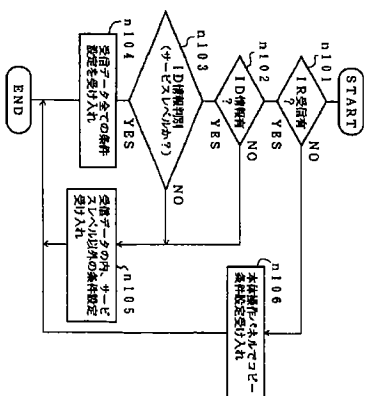 START
n101
IR受信有
?
YES
NO
n102
ID情報有
?
YES
NO
n103
ID情報判別
(サービスレベルか?)
YES
NO
n104
受信データ全ての条件
設定を受け入れ
n105
受信データの内、サービ
スレベル以外の条件設定
受け入れ
n106
本体操作パネルでコピー
条件設定受け入れ
END